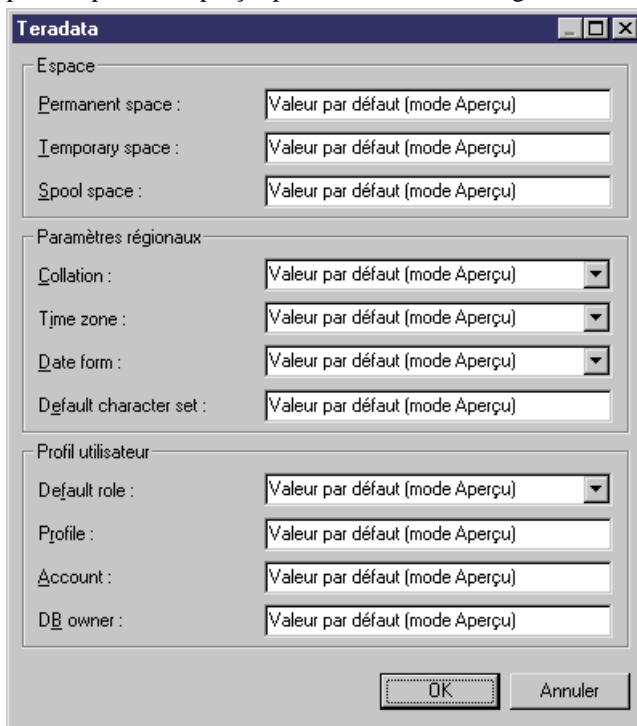 Teradata
Espace
Permanent space :
Valeur par défaut (mode Aperçu)
Temporary space :
Valeur par défaut (mode Aperçu)
Spool space :
Valeur par défaut (mode Aperçu)
Paramètres régionaux
Collation :
Valeur par défaut (mode Aperçu)
Time zone :
Valeur par défaut (mode Aperçu)
Date form :
Valeur par défaut (mode Aperçu)
Default character set :
Valeur par défaut (mode Aperçu)
Profil utilisateur
Default role :
Valeur par défaut (mode Aperçu)
Profile :
Valeur par défaut (mode Aperçu)
Account :
Valeur par défaut (mode Aperçu)
DB owner :
Valeur par défaut (mode Aperçu)
OK
Annuler